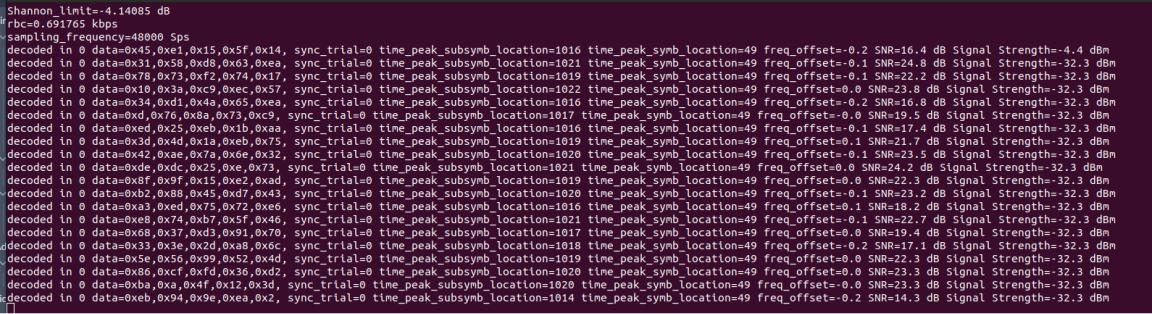 Shannon_limit=-4.14085 dB
rbc=0.691765 kbps
sampling_frequency=48000 Sps
decoded in 0 data=0x45,0xe1,0x15,0x5f,0x14, sync_trial=0 time_peak_subsymb_location=1016 time_peak_symb_location=49 freq_offset=-0.2 SNR=16.4 dB Signal Strength=-4.4 dBm
decoded in 0 data=0x31,0x58,0xd8,0x63,0xea, sync_trial=0 time_peak_subsymb_location=1021 time_peak_symb_location=49 freq_offset=-0.1 SNR=24.8 dB Signal Strength=-32.3 dBm
decoded in 0 data=0x78,0x73,0xf2,0x74,0x17, sync_trial=0 time_peak_subsymb_location=1019 time_peak_symb_location=49 freq_offset=-0.1 SNR=22.2 dB Signal Strength=-32.3 dBm
decoded in 0 data=0x10,0x3a,0xc9,0xec,0x57, sync_trial=0 time_peak_subsymb_location=1022 time_peak_symb_location=49 freq_offset=0.0 SNR=23.8 dB Signal Strength=-32.3 dBm
decoded in 0 data=0x34,0xd1,0x4a,0x65,0xea, sync_trial=0 time_peak_subsymb_location=1016 time_peak_symb_location=49 freq_offset=-0.2 SNR=16.8 dB Signal Strength=-32.3 dBm
decoded in 0 data=0xd,0x76,0x8a,0x73,0xc9, sync_trial=0 time_peak_subsymb_location=1017 time_peak_symb_location=49 freq_offset=-0.0 SNR=19.5 dB Signal Strength=-32.3 dBm
decoded in 0 data=0xed,0x25,0xeb,0x1b,0xaa, sync_trial=0 time_peak_subsymb_location=1016 time_peak_symb_location=49 freq_offset=-0.1 SNR=17.4 dB Signal Strength=-32.3 dBm
decoded in 0 data=0x3d,0x4d,0x1a,0xeb,0x75, sync_trial=0 time_peak_subsymb_location=1019 time_peak_symb_location=49 freq_offset=0.1 SNR=21.7 dB Signal Strength=-32.3 dBm
decoded in 0 data=0x42,0xae,0x7a,0x6e,0x32, sync_trial=0 time_peak_subsymb_location=1020 time_peak_symb_location=49 freq_offset=-0.1 SNR=23.5 dB Signal Strength=-32.3 dBm
decoded in 0 data=0xde,0xdc,0x25,0xe,0x73, sync_trial=0 time_peak_subsymb_location=1021 time_peak_symb_location=49 freq_offset=0.0 SNR=24.2 dB Signal Strength=-32.3 dBm
decoded in 0 data=0x8f,0x9f,0x15,0xe2,0xad, sync_trial=0 time_peak_subsymb_location=1019 time_peak_symb_location=49 freq_offset=0.0 SNR=22.3 dB Signal Strength=-32.3 dBm
decoded in 0 data=0xb2,0x88,0x45,0xd7,0x43, sync_trial=0 time_peak_subsymb_location=1020 time_peak_symb_location=49 freq_offset=-0.1 SNR=23.2 dB Signal Strength=-32.3 dBm
decoded in 0 data=0xa3,0xed,0x75,0x72,0xe6, sync_trial=0 time_peak_subsymb_location=1016 time_peak_symb_location=49 freq_offset=0.1 SNR=18.2 dB Signal Strength=-32.3 dBm
decoded in 0 data=0xe8,0x74,0xb7,0x5f,0x46, sync_trial=0 time_peak_subsymb_location=1021 time_peak_symb_location=49 freq_offset=-0.1 SNR=22.7 dB Signal Strength=-32.3 dBm
decoded in 0 data=0x68,0x37,0xd3,0x91,0x70, sync_trial=0 time_peak_subsymb_location=1017 time_peak_symb_location=49 freq_offset=0.0 SNR=19.4 dB Signal Strength=-32.3 dBm
decoded in 0 data=0x33,0x3e,0x2d,0xa8,0x6c, sync_trial=0 time_peak_subsymb_location=1018 time_peak_symb_location=49 freq_offset=-0.2 SNR=17.1 dB Signal Strength=-32.3 dBm
decoded in 0 data=0x5e,0x56,0x99,0x52,0x4d, sync_trial=0 time_peak_subsymb_location=1019 time_peak_symb_location=49 freq_offset=0.0 SNR=22.3 dB Signal Strength=-32.3 dBm
decoded in 0 data=0x86,0xcf,0xfd,0x36,0xd2, sync_trial=0 time_peak_subsymb_location=1020 time_peak_symb_location=49 freq_offset=0.0 SNR=23.3 dB Signal Strength=-32.3 dBm
decoded in 0 data=0xba,0xa,0x4f,0x12,0x3d, sync_trial=0 time_peak_subsymb_location=1020 time_peak_symb_location=49 freq_offset=-0.0 SNR=23.3 dB Signal Strength=-32.3 dBm
decoded in 0 data=0xeb,0x94,0x9e,0xea,0x2, sync_trial=0 time_peak_subsymb_location=1014 time_peak_symb_location=49 freq_offset=-0.2 SNR=14.3 dB Signal Strength=-32.3 dBm